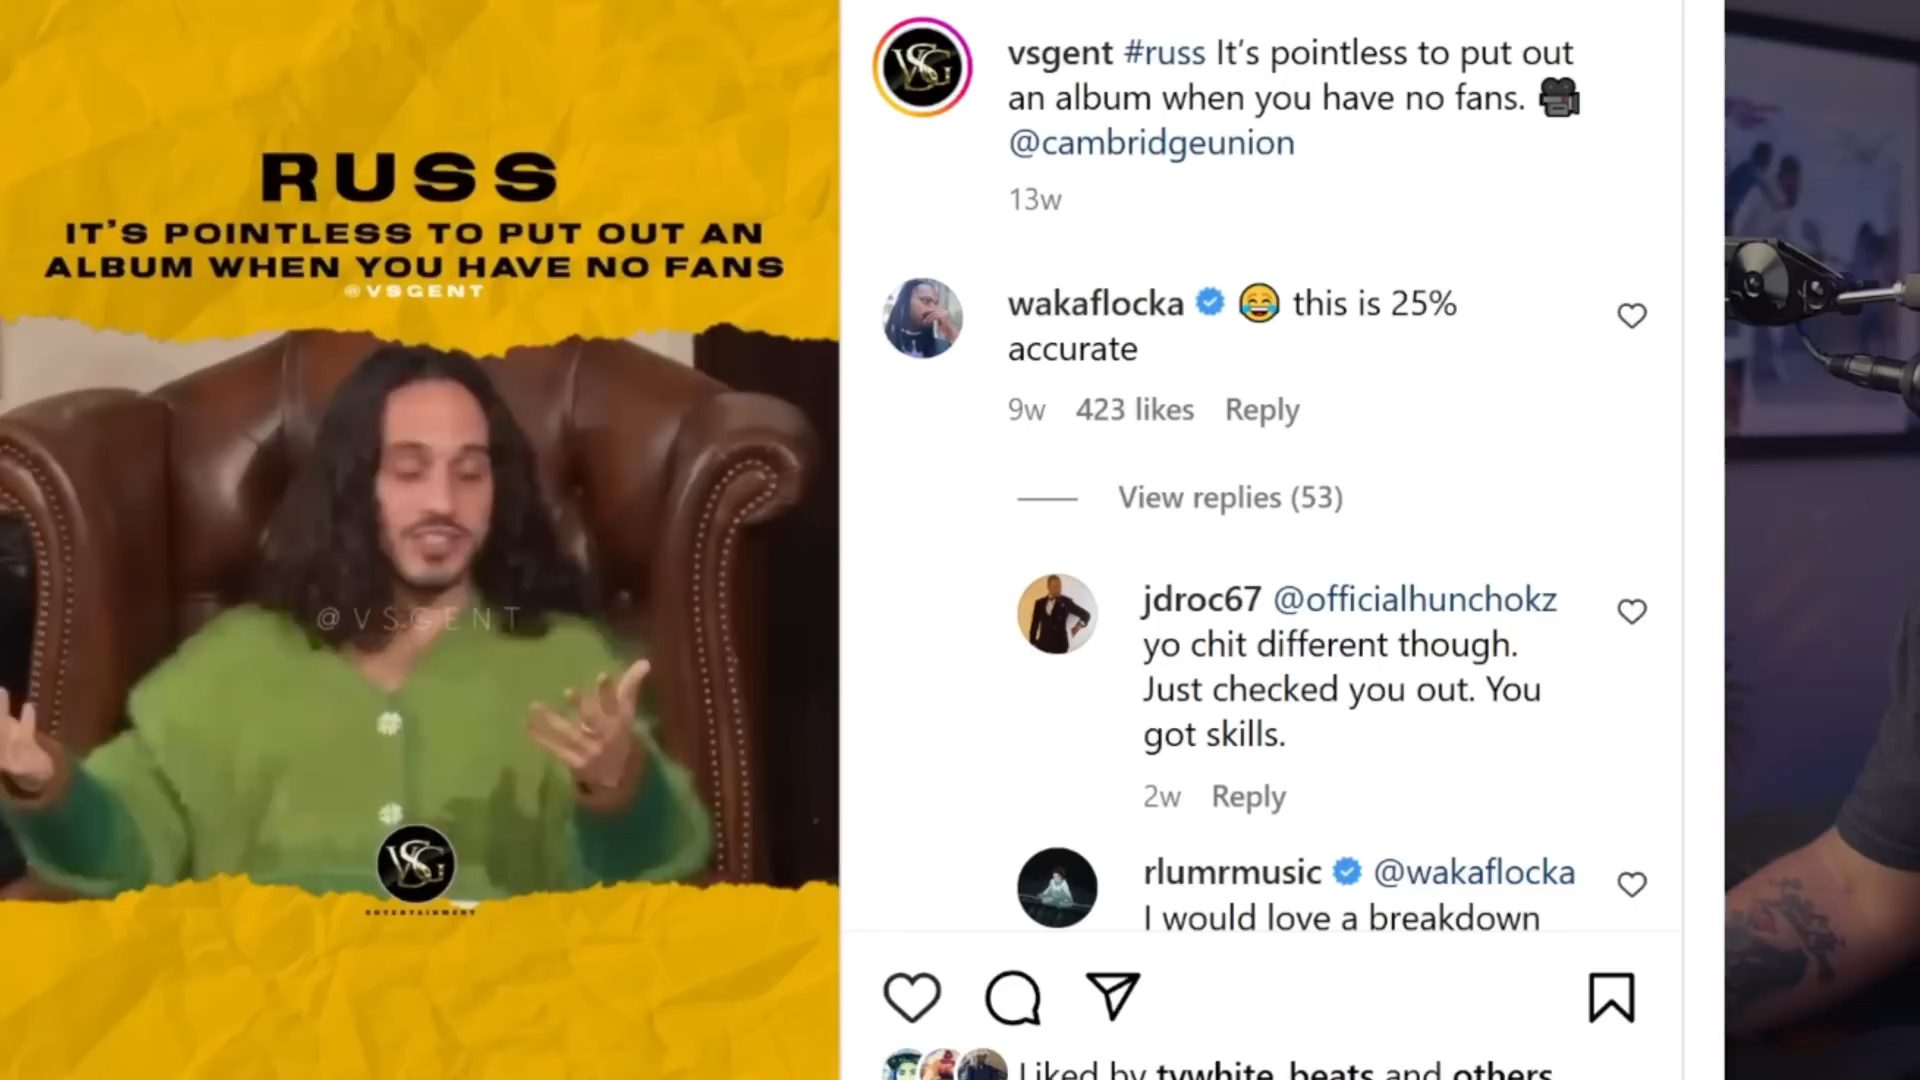 RUSS
IT'S POINTLESS TO PUT OUT AN
ALBUM WHEN YOU HAVE NO FANS
@VSGENT
@VSGENT
VSG
ENTERTAINMENT
VSG
vsgent #russ It's pointless to put out
an album when you have no fans.
@cambridgeunion
13w
wakaflocka 😂 this is 25%
accurate
9w 423 likes Reply
View replies (53)
jdroc67 @officialhunchokz
yo chit different though.
Just checked you out. You
got skills.
2w Reply
rlumrmusic @wakaflocka
I would love a breakdown
Liked by tywhite_beats and others